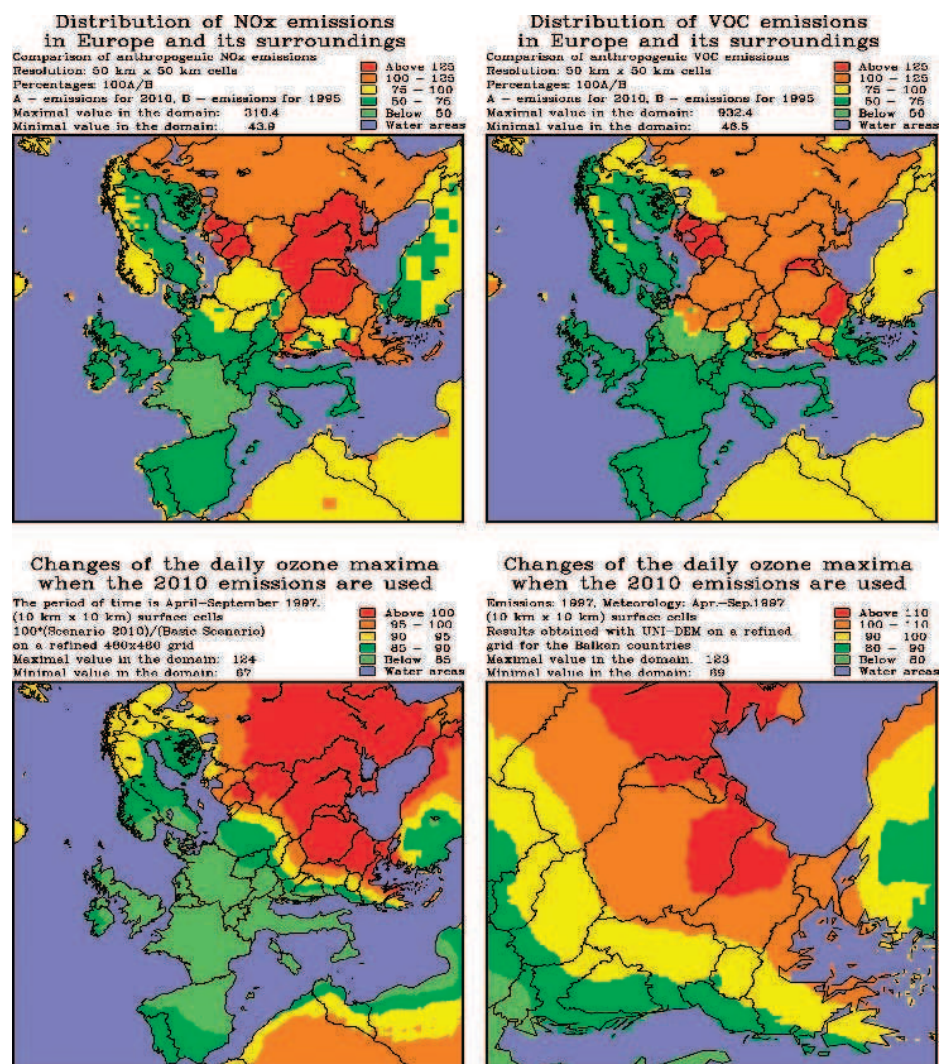 Distribution of NOx emissions
in Europe and its surroundings
Comparison of anthropogenic NOx emissions
Resolution: 50 km x 50 km cells
Percentages: 100A/B
A – emissions for 2010, B – emissions for 1995
Maximal value in the domain: 310.4
Minimal value in the domain: 43.9
Above 125
100 – 125
75 – 100
50 – 75
Below 50
Water areas
Distribution of VOC emissions
in Europe and its surroundings
Comparison of anthropogenic VOC emissions
Resolution: 50 km x 50 km cells
Percentages: 100A/B
A – emissions for 2010, B – emissions for 1995
Maximal value in the domain: 932.4
Minimal value in the domain: 46.5
Above 125
100 – 125
75 – 100
50 – 75
Below 50
Water areas
Changes of the daily ozone maxima
when the 2010 emissions are used
The period of time is April–September 1997.
(10 km x 10 km) surface cells
100*(Scenario 2010)/(Basic Scenario)
on a refined 480x480 grid
Maximal value in the domain: 124
Minimal value in the domain: 67
Above 100
95 – 100
90 – 95
85 – 90
Below 85
Water areas
Changes of the daily ozone maxima
when the 2010 emissions are used
Emissions: 1997, Meteorology: Apr.–Sep.1997
(10 km x 10 km) surface cells
Results obtained with UNI–DEM on a refined
grid for the Balkan countries
Maximal value in the domain. 123
Minimal value in the domain: 69
Above 110
100 – 110
90 – 100
80 – 90
Below 80
Water areas